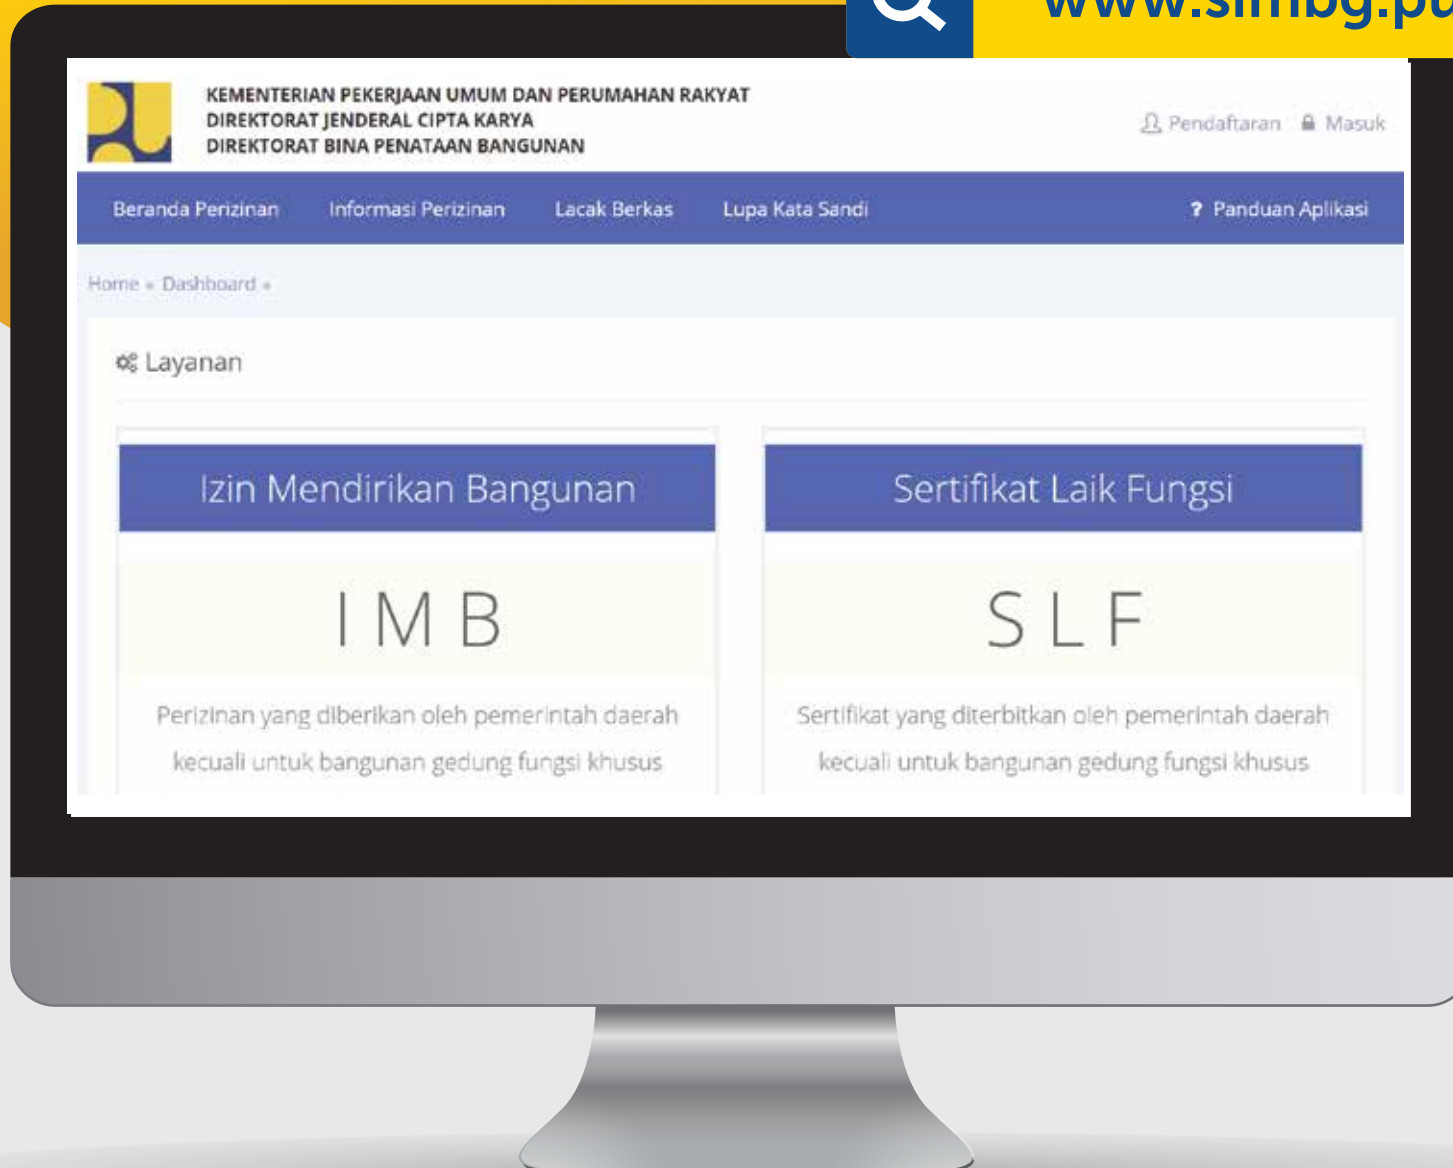 www.simbg.pu
KEMENTERIAN PEKERJAAN UMUM DAN PERUMAHAN RAKYAT
DIREKTORAT JENDERAL CIPTA KARYA
DIREKTORAT BINA PENATAAN BANGUNAN
Pendaftaran Masuk
Beranda Perizinan Informasi Perizinan Lacak Berkas Lupa Kata Sandi ? Panduan Aplikasi
Home » Dashboard »
Layanan
Izin Mendirikan Bangunan
I M B
Perizinan yang diberikan oleh pemerintah daerah
kecuali untuk bangunan gedung fungsi khusus
Sertifikat Laik Fungsi
S L F
Sertifikat yang diterbitkan oleh pemerintah daerah
kecuali untuk bangunan gedung fungsi khusus